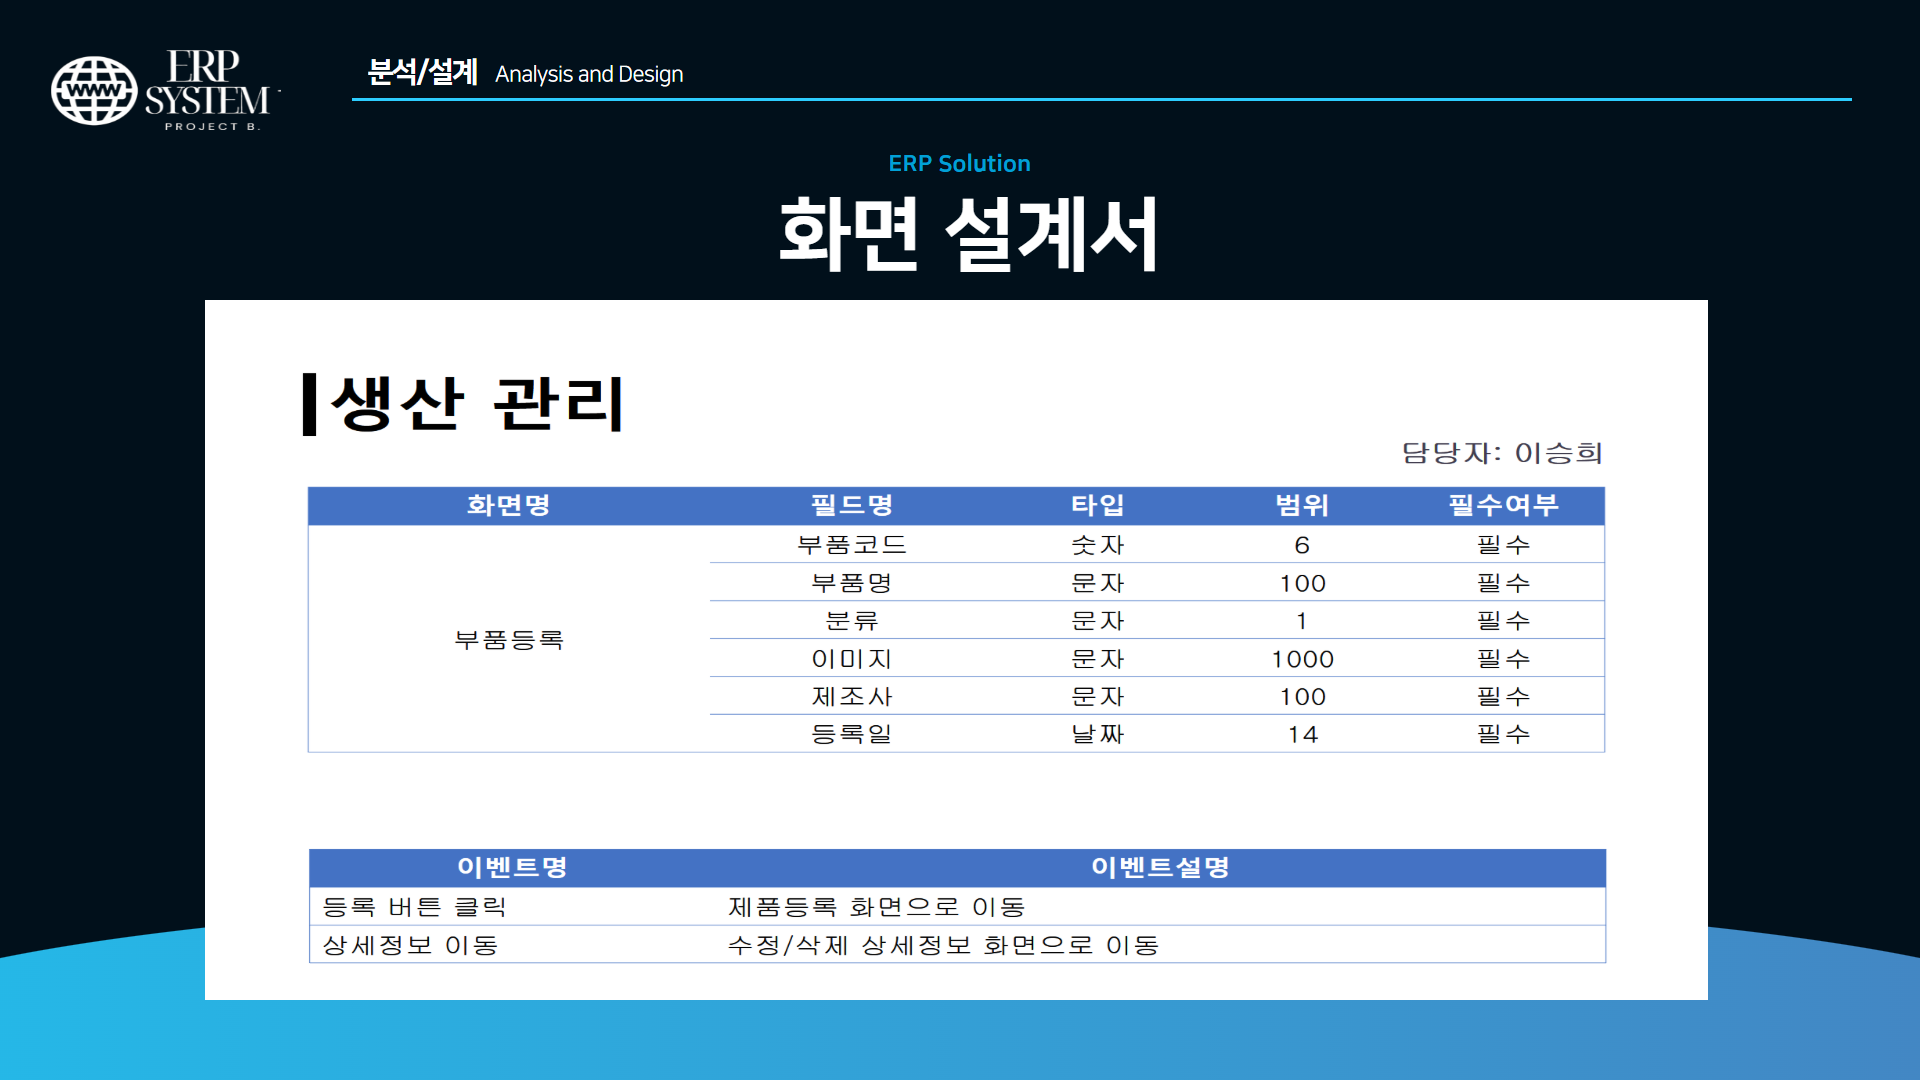 ERP
SYSTEM
PROJECT B.
WWW
분석/설계 Analysis and Design
ERP Solution
화면 설계서
생산 관리
담당자: 이승희
화면명 필드명 타입 범위 필수여부
부품등록
부품코드 숫자 6 필수
부품명 문자 100 필수
분류 문자 1 필수
이미지 문자 1000 필수
제조사 문자 100 필수
등록일 날짜 14 필수
이벤트명 이벤트설명
등록 버튼 클릭 제품등록 화면으로 이동
상세정보 이동 수정/삭제 상세정보 화면으로 이동